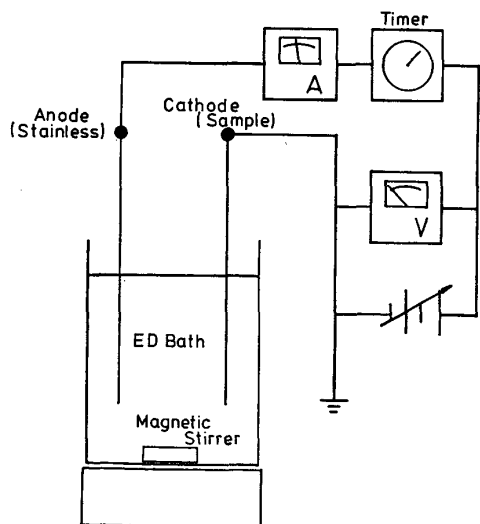 Timer
A
Anode
(Stainless)
Cathode
(Sample)
V
ED Bath
Magnetic
Stirrer